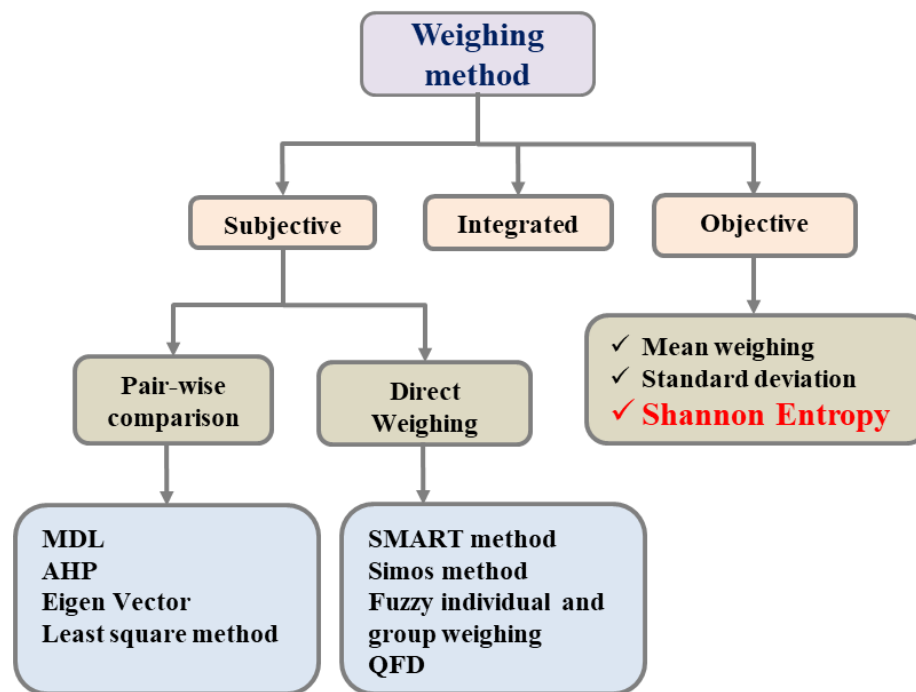 Weighing
method
Subjective
Integrated
Objective
✓ Mean weighing
✓ Standard deviation
✓ Shannon Entropy
Pair-wise
comparison
Direct
Weighing
MDL
AHP
Eigen Vector
Least square method
SMART method
Simos method
Fuzzy individual and
group weighing
QFD